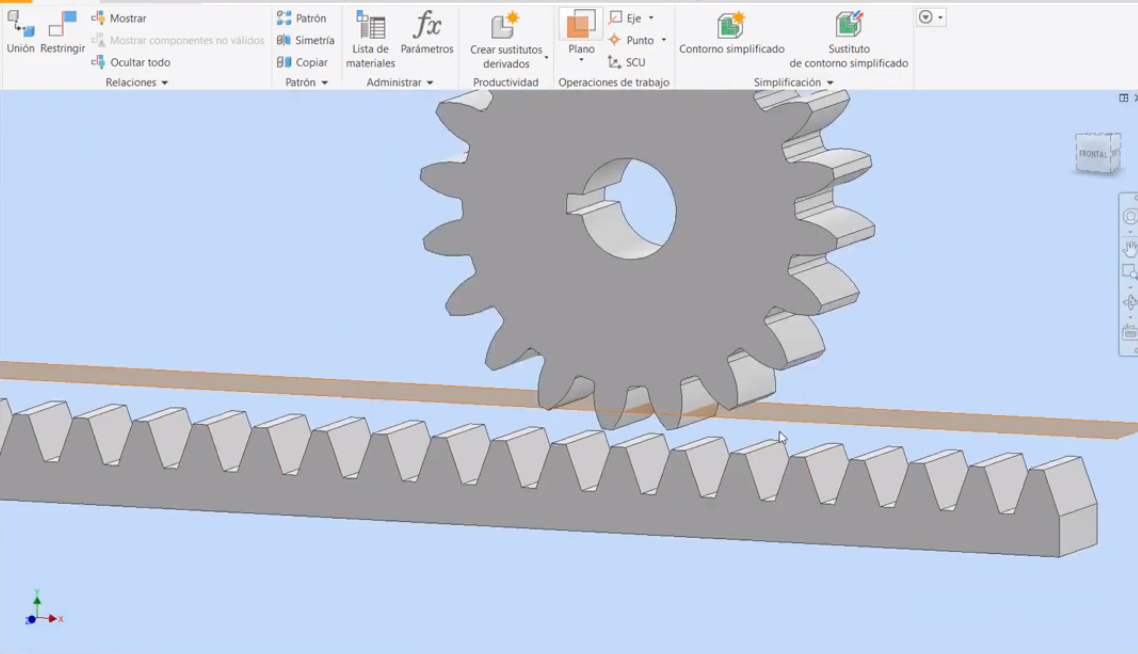 Unión
Restringir
Mostrar
Mostrar componentes no válidos
Ocultar todo
Relaciones
Patrón
Simetría
Copiar
Patrón
Lista de
materiales
fx
Parámetros
Administrar
Crear sustitutos
derivados
Productividad
Plano
Eje
Punto
SCU
Operaciones de trabajo
Contorno simplificado
Sustituto
de contorno simplificado
Simplificación
FRONTAL
Y
X
Z